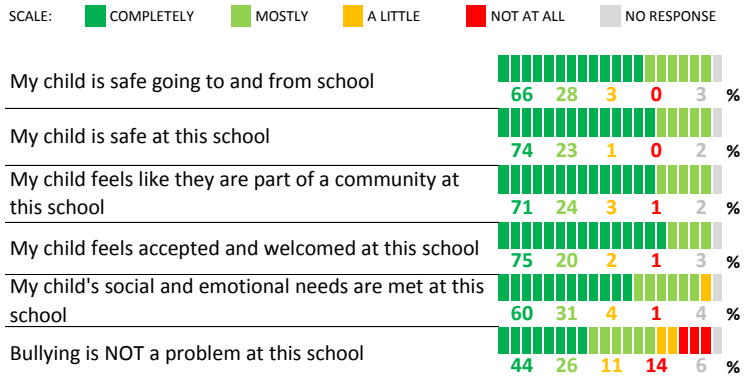 SCALE: COMPLETELY MOSTLY A LITTLE NOT AT ALL NO RESPONSE
My child is safe going to and from school
66 28 3 0 3 %
My child is safe at this school
74 23 1 0 2 %
My child feels like they are part of a community at
this school
71 24 3 1 2 %
My child feels accepted and welcomed at this school
75 20 2 1 3 %
My child's social and emotional needs are met at this
school
60 31 4 1 4 %
Bullying is NOT a problem at this school
44 26 11 14 6 %